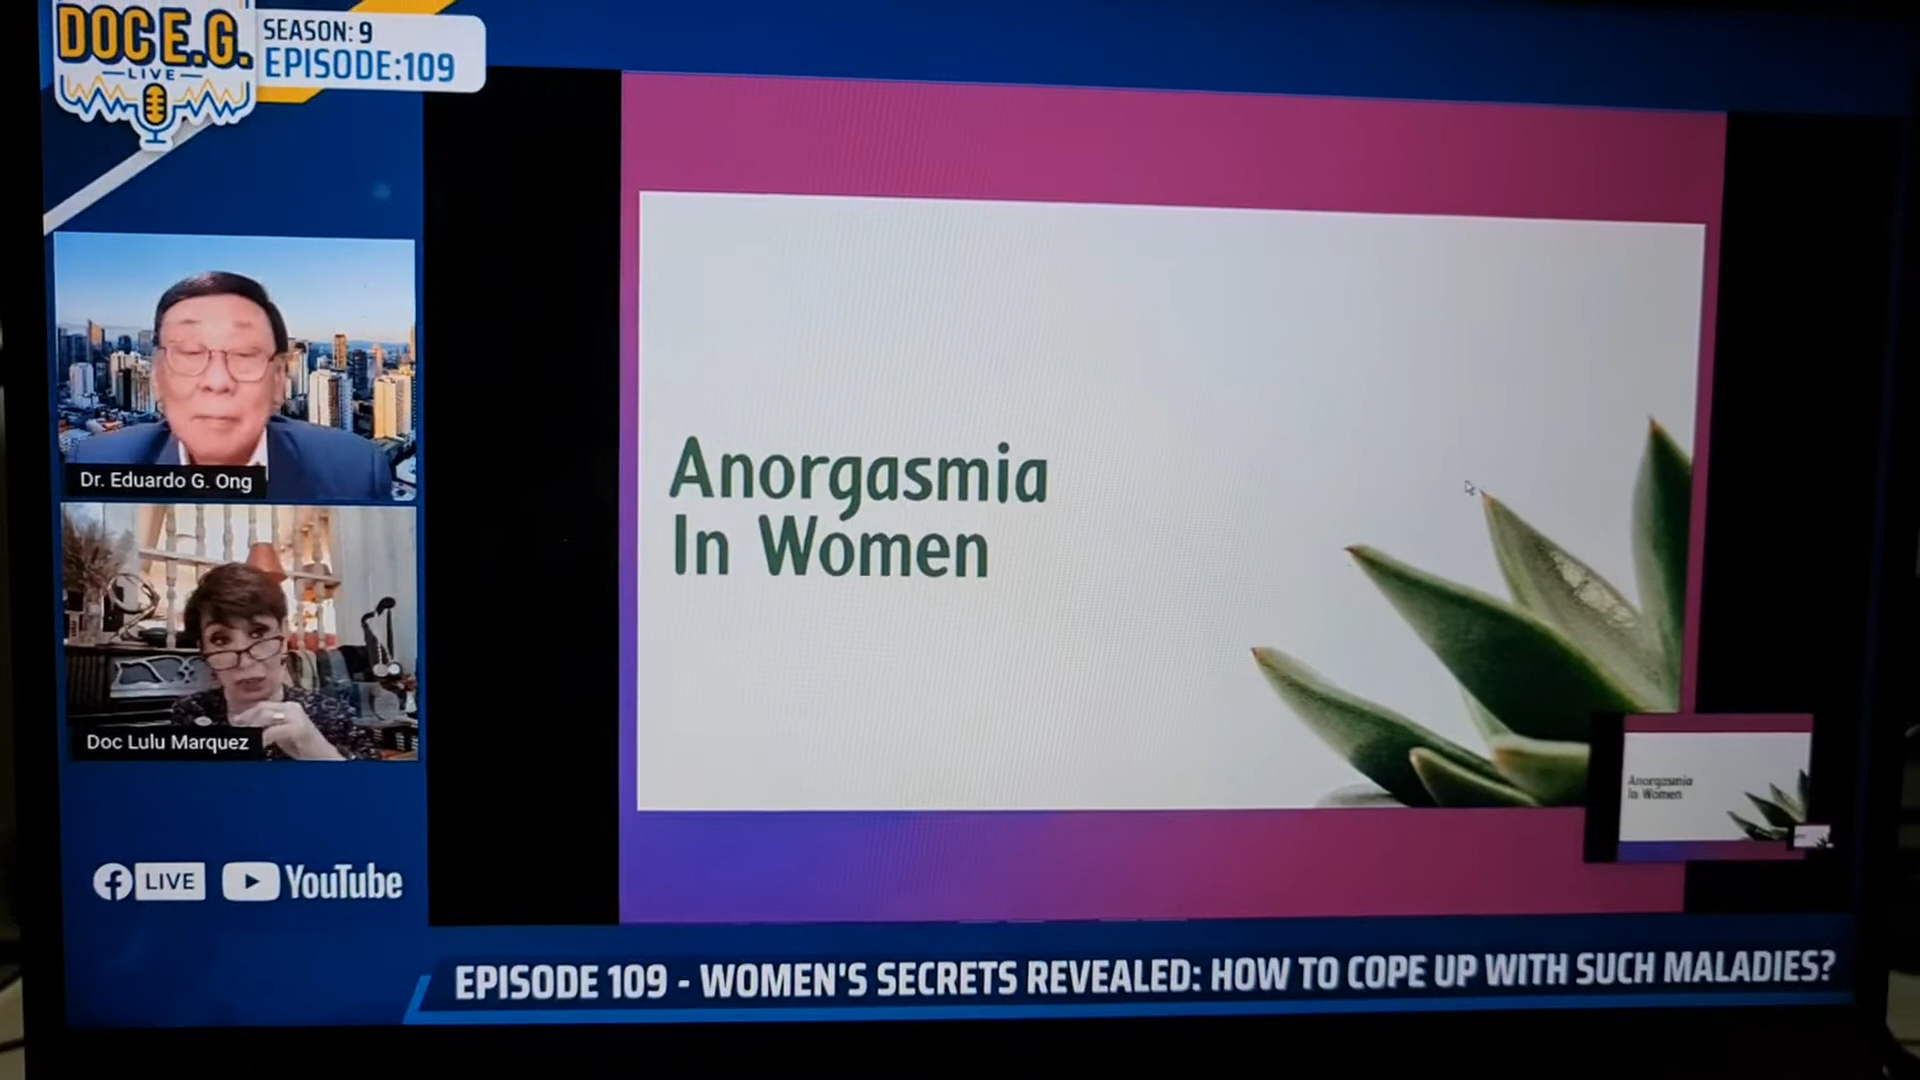 DOC E.G.
LIVE
SEASON: 9
EPISODE:109
Anorgasmia
In Women
Dr. Eduardo G. Ong
Doc Lulu Marquez
Anorgasmia
In Women
LIVE
YouTube
EPISODE 109 - WOMEN'S SECRETS REVEALED: HOW TO COPE UP WITH SUCH MALADIES?